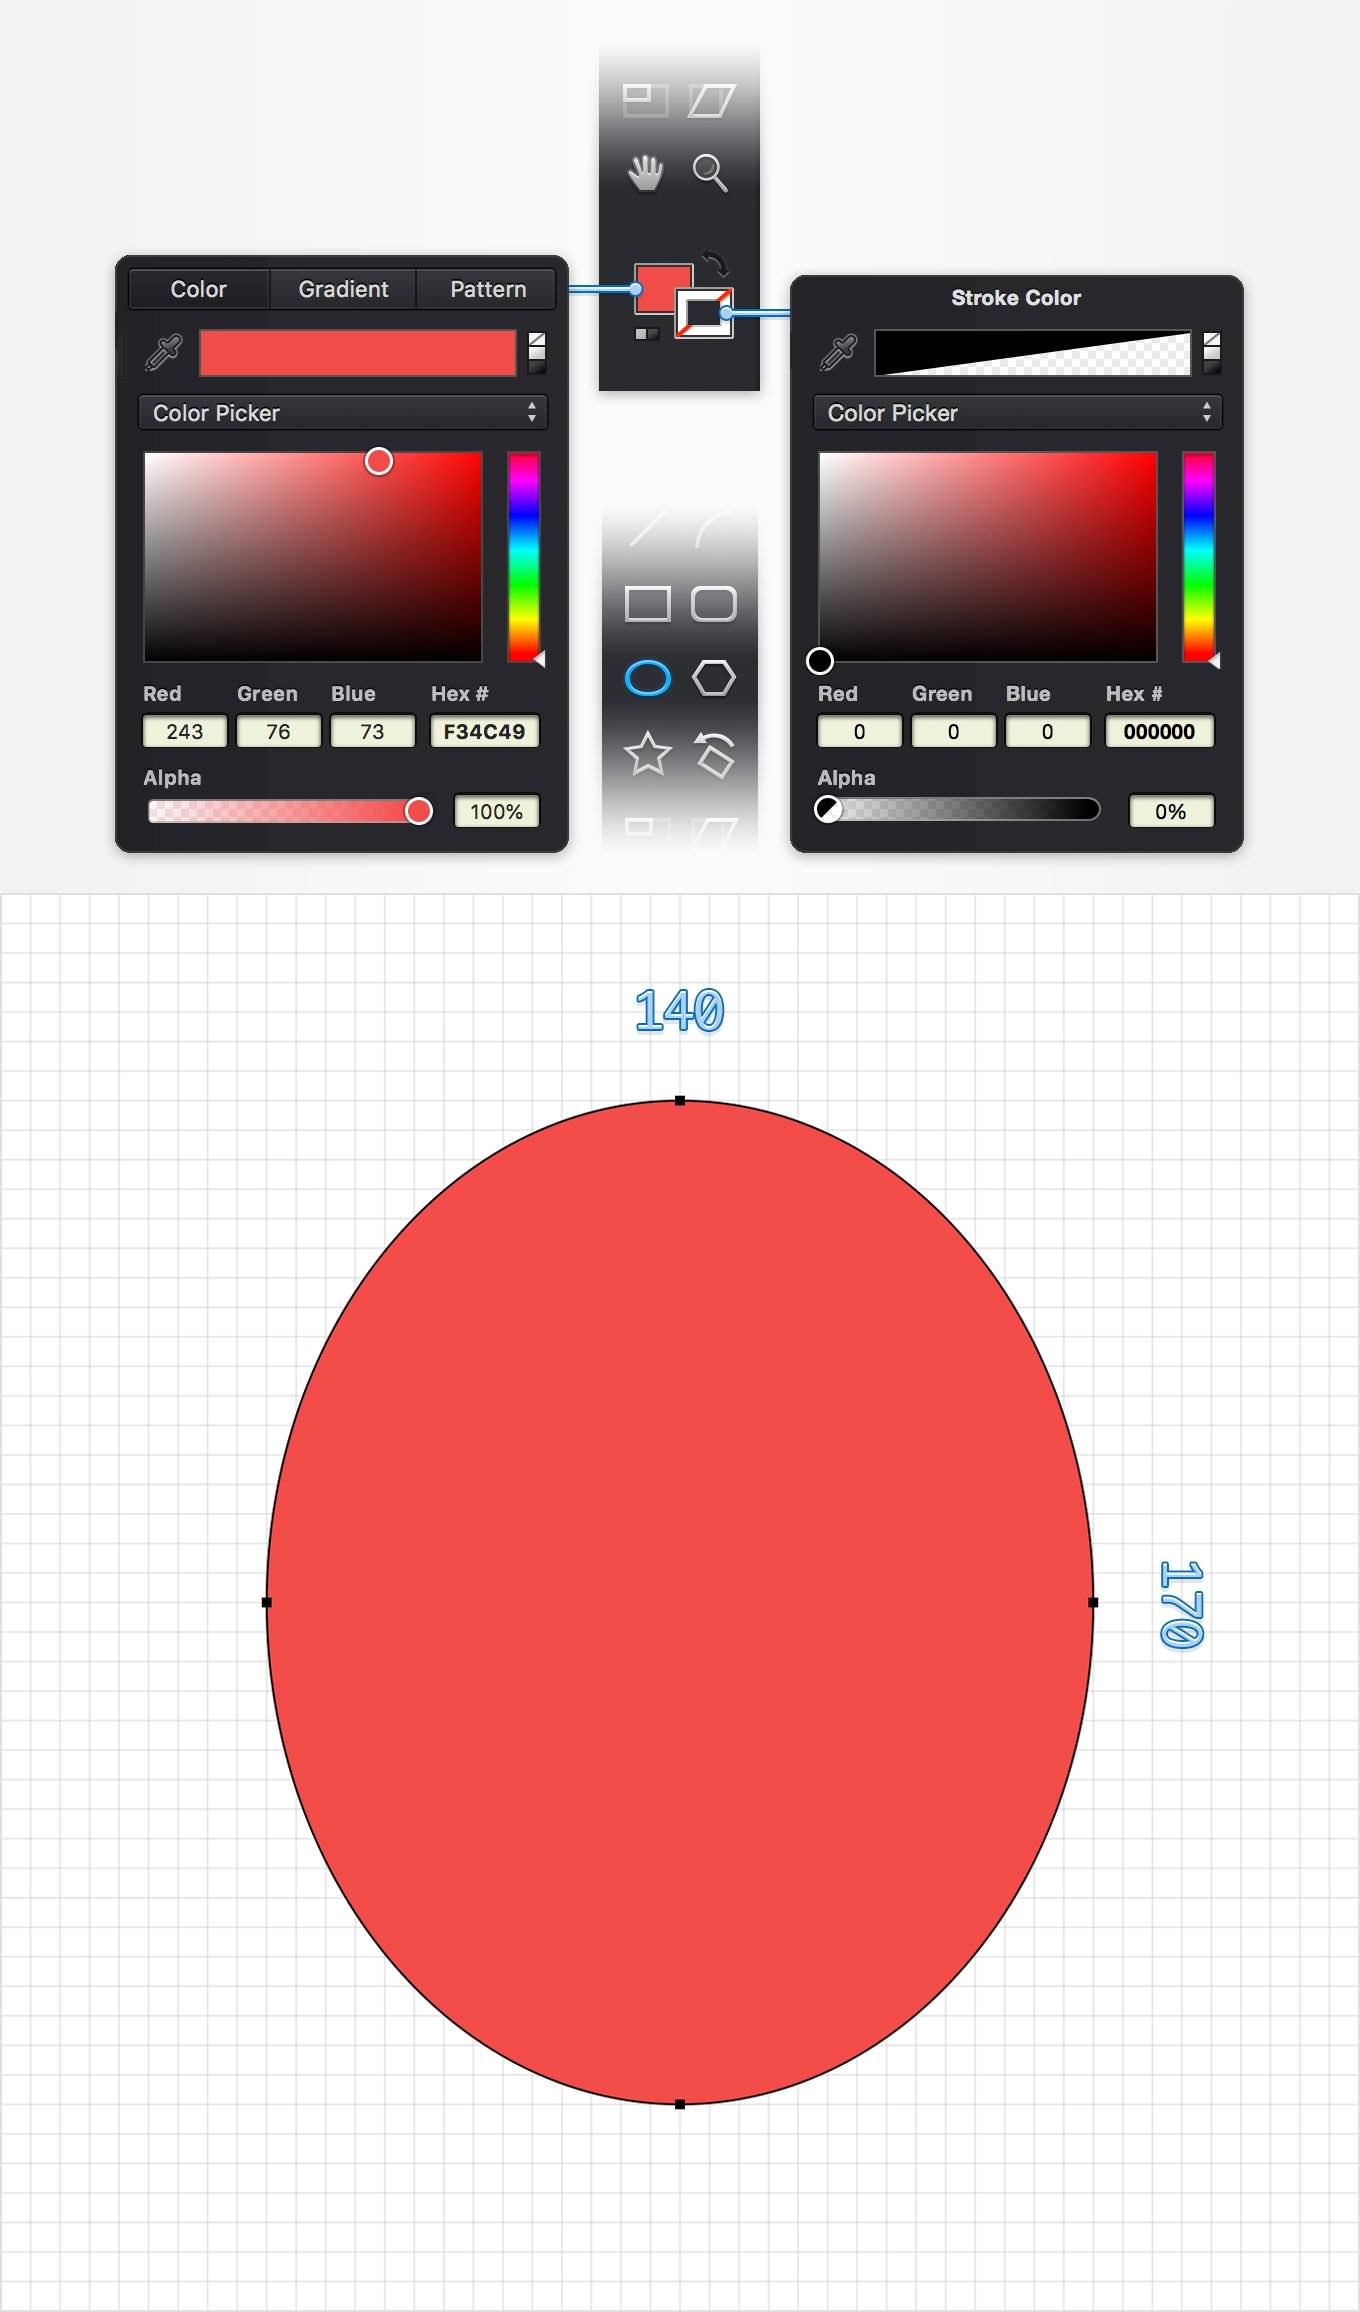 Color Gradient Pattern
Color Picker
Red Green Blue Hex #
243 76 73 F34C49
Alpha
100%
Stroke Color
Color Picker
Red Green Blue Hex #
0 0 0 000000
Alpha
0%
140
170